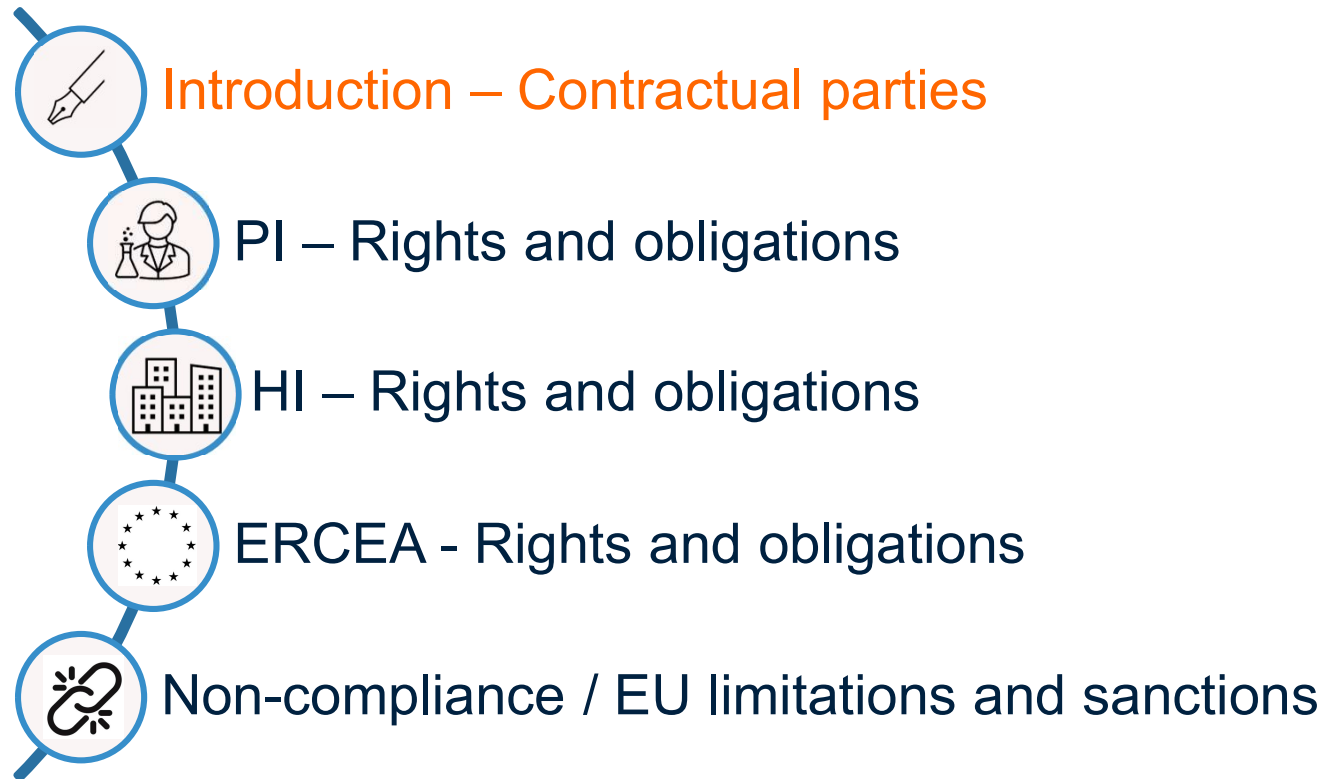 Introduction – Contractual parties
PI – Rights and obligations
HI – Rights and obligations
ERCEA - Rights and obligations
Non-compliance / EU limitations and sanctions